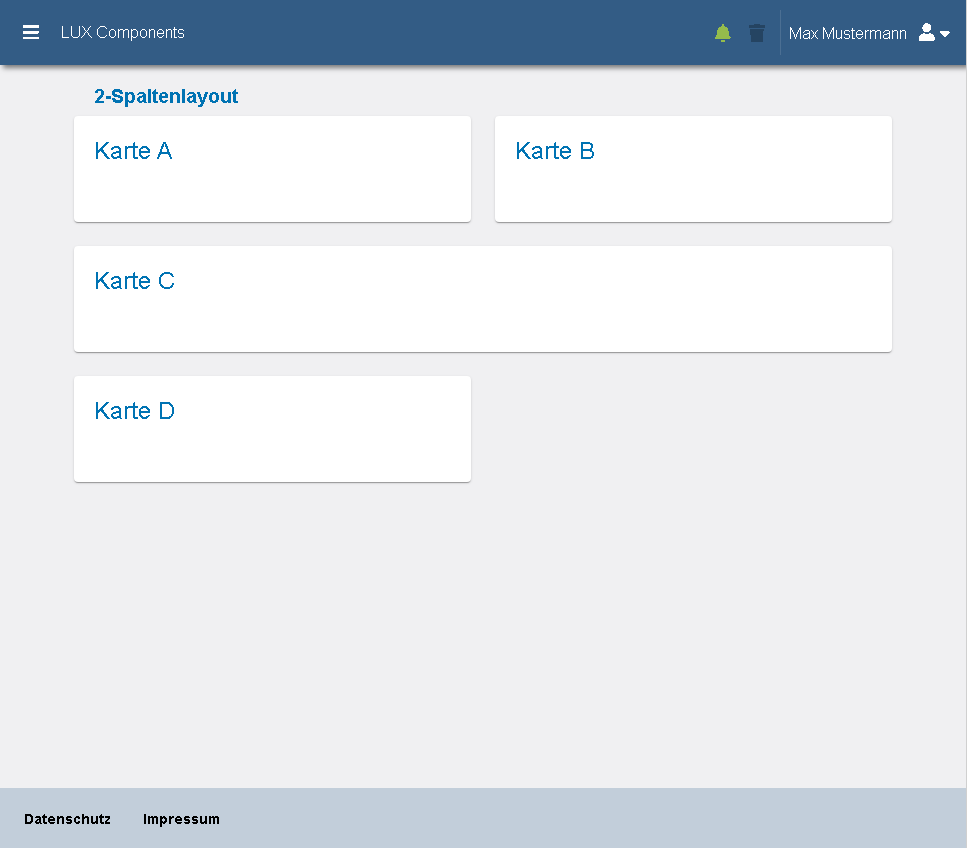 LUX Components
Max Mustermann
2-Spaltenlayout
Karte A
Karte B
Karte C
Karte D
Datenschutz
Impressum